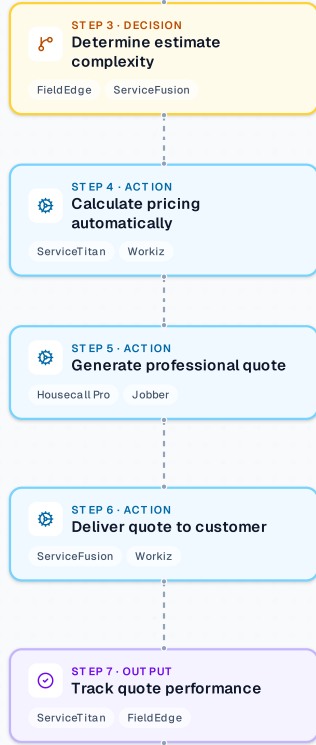 STEP 3 · DECISION
Determine estimate
complexity
FieldEdge ServiceFusion
STEP 4 · ACTION
Calculate pricing
automatically
ServiceTitan Workiz
STEP 5 · ACTION
Generate professional quote
Housecall Pro Jobber
STEP 6 · ACTION
Deliver quote to customer
ServiceFusion Workiz
STEP 7 · OUTPUT
Track quote performance
ServiceTitan FieldEdge